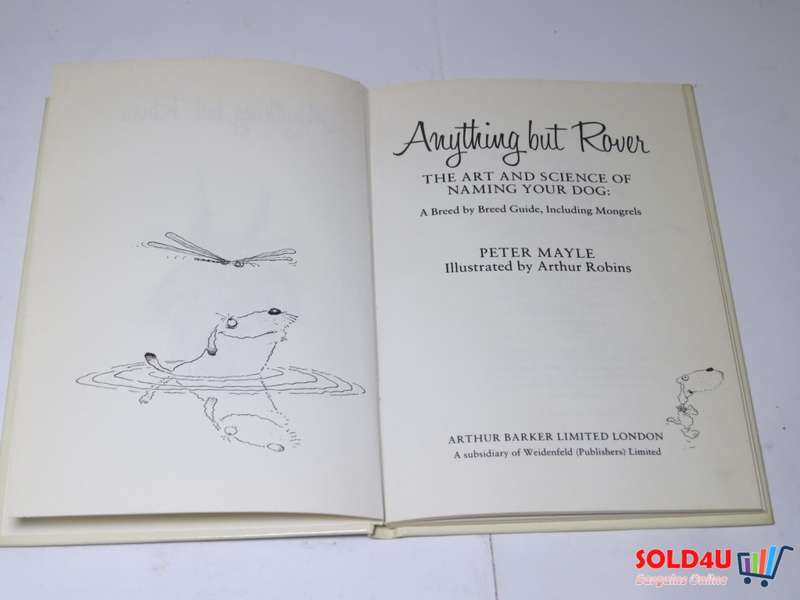 Anything but Rover
THE ART AND SCIENCE OF
NAMING YOUR DOG:
A Breed by Breed Guide, Including Mongrels
PETER MAYLE
Illustrated by Arthur Robins
ARTHUR BARKER LIMITED LONDON
A subsidiary of Weidenfeld (Publishers) Limited
SOLD4U
Bargains Online